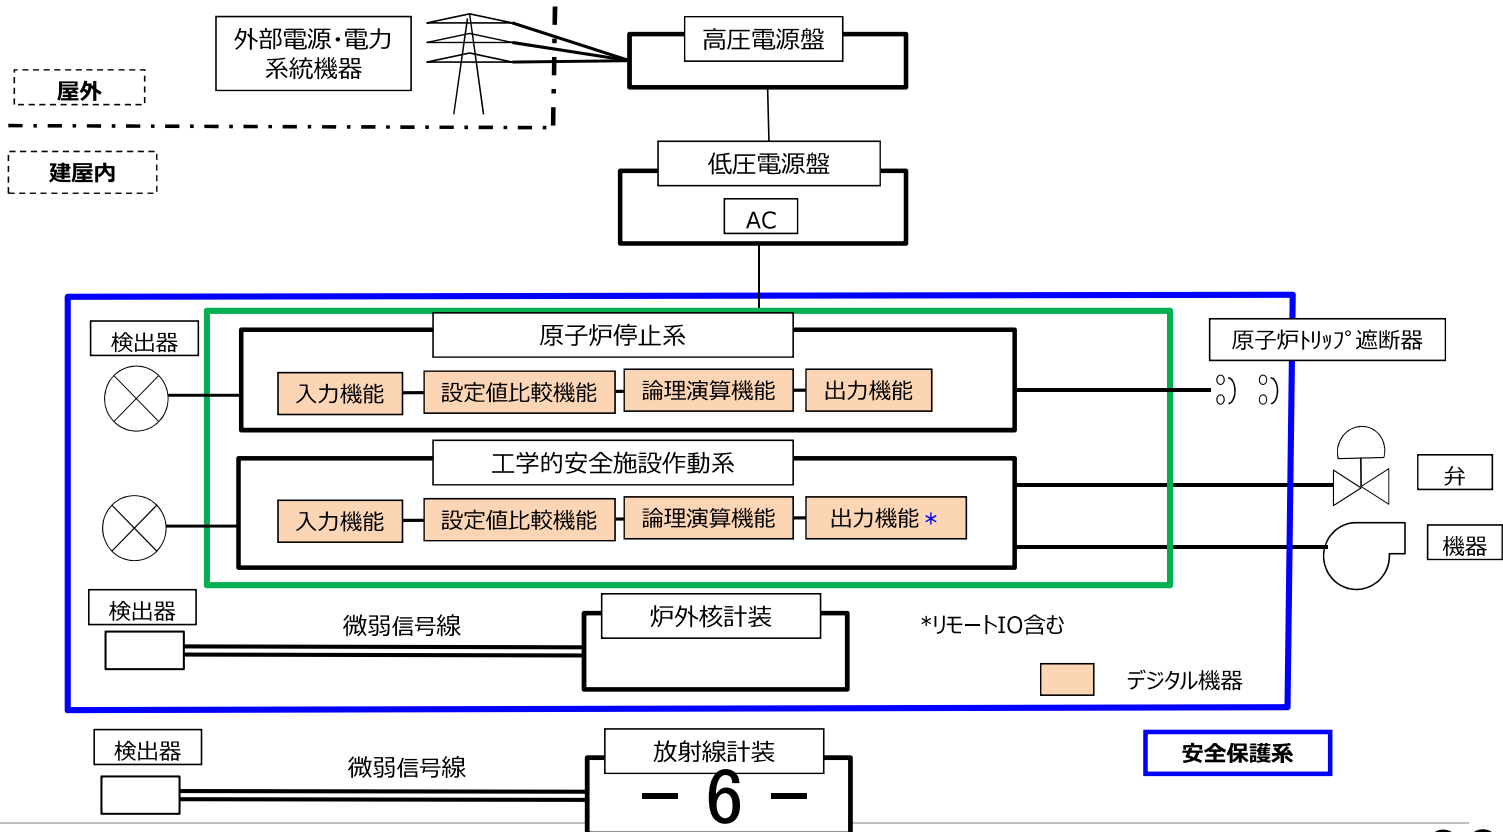 外部電源・電力
系統機器
高圧電源盤
屋外
建屋内
低圧電源盤
AC
検出器
原子炉停止系
原子炉トリップ遮断器
入力機能
設定値比較機能
論理演算機能
出力機能
工学的安全施設作動系
弁
入力機能
設定値比較機能
論理演算機能
出力機能*
機器
検出器
微弱信号線
炉外核計装
*リモートIO含む
デジタル機器
検出器
微弱信号線
放射線計装
安全保護系
- 6 -